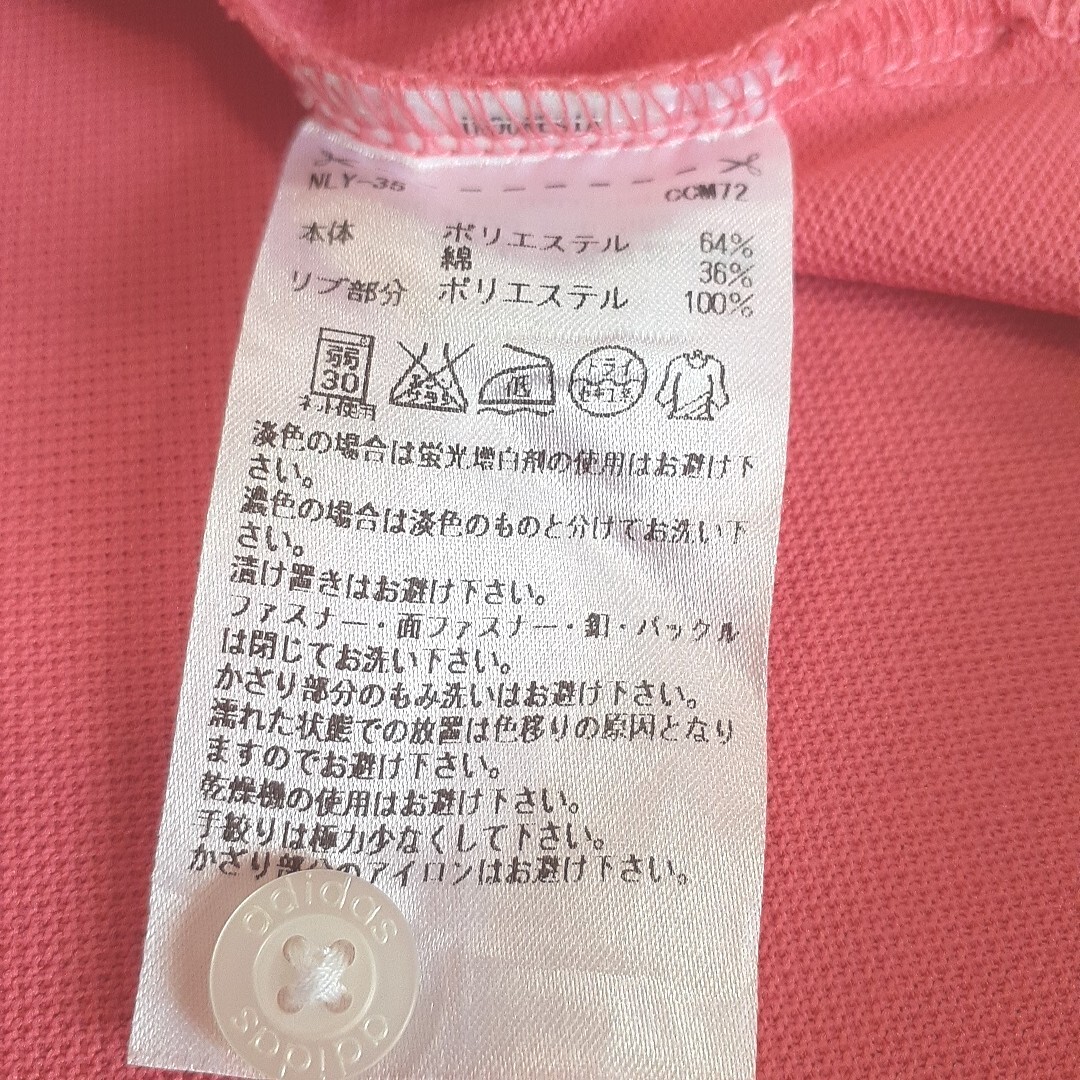 NLY-35 CCM72
本体 ポリエステル 64%
綿 36%
リブ部分 ポリエステル 100%
弱
30
ネット使用
エンソ
サラシ
低
ドライ
セキユ系
淡色の場合は蛍光増白剤の使用はお避け下
さい。
濃色の場合は淡色のものと分けてお洗い下
さい。
漬け置きはお避け下さい。
ファスナー・面ファスナー・釦・バックル
は閉じてお洗い下さい。
かざり部分のもみ洗いはお避け下さい。
濡れた状態での放置は色移りの原因となり
ますのでお避け下さい。
乾燥機の使用はお避け下さい。
手絞りは極力少なくして下さい。
かざり部分のアイロンはお避け下さい。
adidas
adidas